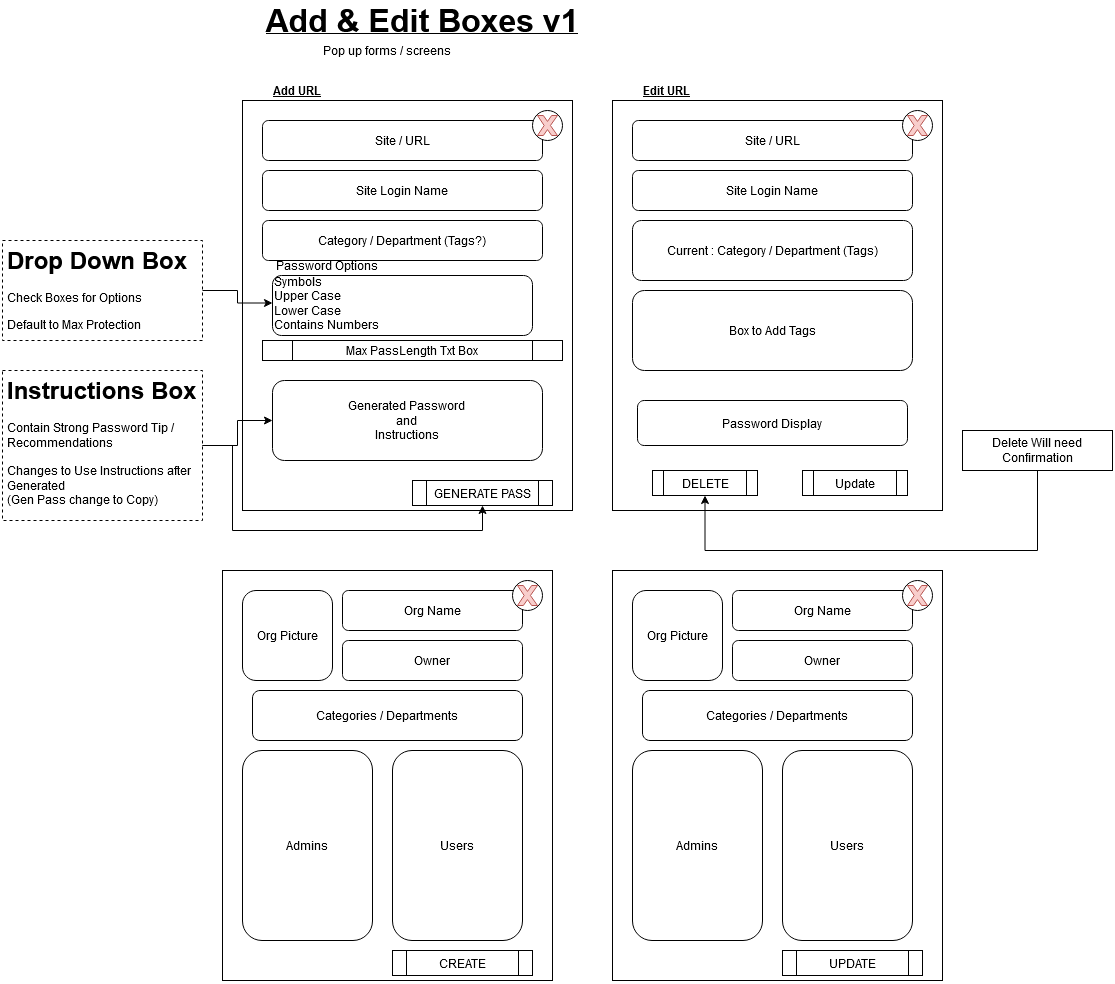 Add & Edit Boxes v1
Pop up forms / screens
Add URL
Site / URL
Site Login Name
Category / Department (Tags?)
Password Options
Symbols
Upper Case
Lower Case
Contains Numbers
Max PassLength Txt Box
Generated Password
and
Instructions
GENERATE PASS
Edit URL
Site / URL
Site Login Name
Current : Category / Department (Tags)
Box to Add Tags
Password Display
DELETE
Update
Drop Down Box
Check Boxes for Options
Default to Max Protection
Instructions Box
Contain Strong Password Tip /
Recommendations
Changes to Use Instructions after
Generated
(Gen Pass change to Copy)
Delete Will need
Confirmation
Org Picture
Org Name
Owner
Categories / Departments
Admins
Users
CREATE
Org Picture
Org Name
Owner
Categories / Departments
Admins
Users
UPDATE